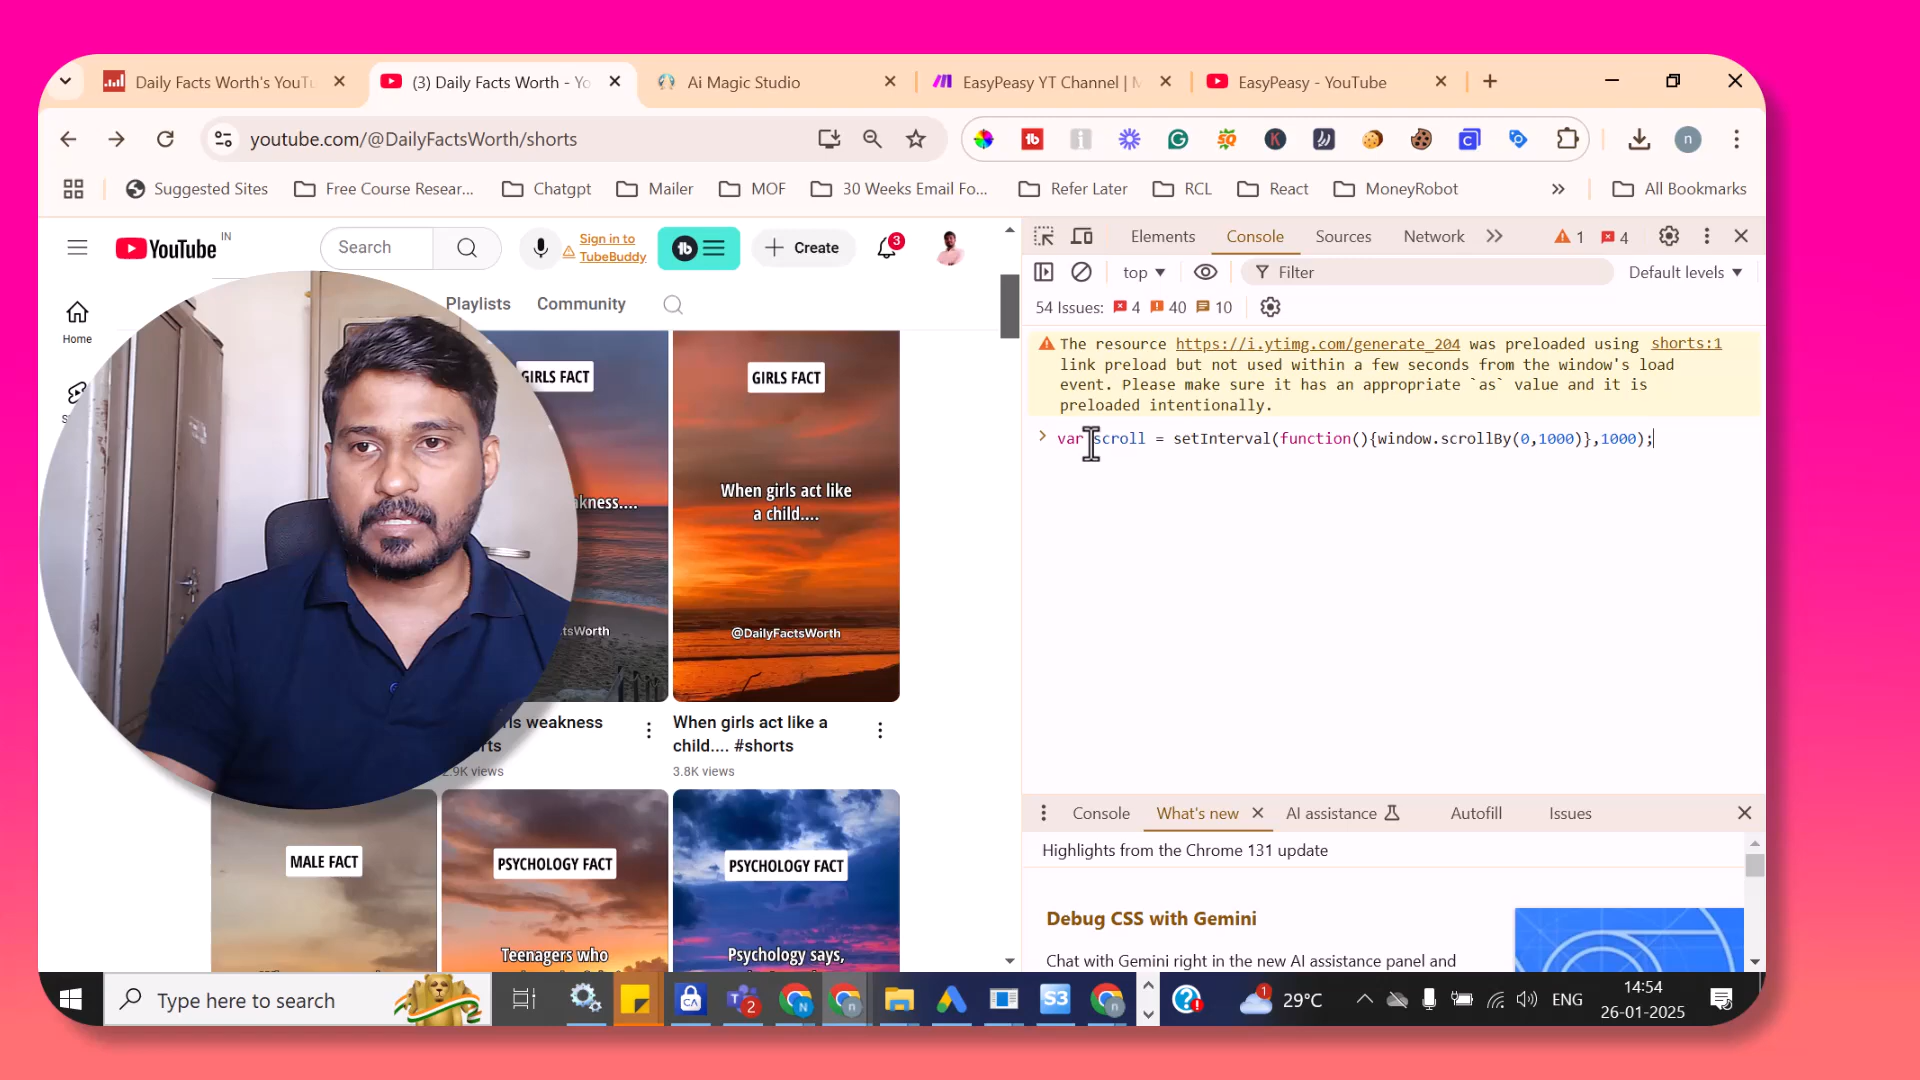 Daily Facts Worth's YouTu
(3) Daily Facts Worth - Yo
Ai Magic Studio
EasyPeasy YT Channel | M
EasyPeasy - YouTube
youtube.com/@DailyFactsWorth/shorts
n
Suggested Sites
Free Course Resear...
Chatgpt
Mailer
MOF
30 Weeks Email Fo...
Refer Later
RCL
React
MoneyRobot
All Bookmarks
YouTube IN
Search
Sign in to
TubeBuddy
Create
3
Home
Playlists
Community
GIRLS FACT
When girls act like
a child....
@DailyFactsWorth
GIRLS FACT
When girls act like a
child.... #shorts
3.8K views
weakness
2.9K views
MALE FACT
PSYCHOLOGY FACT
Teenagers who
PSYCHOLOGY FACT
Psychology says,
Elements
Console
Sources
Network
1
4
top
Filter
Default levels
54 Issues: 4 40 10
The resource https://i.ytimg.com/generate_204 was preloaded using shorts:1
link preload but not used within a few seconds from the window's load
event. Please make sure it has an appropriate `as` value and it is
preloaded intentionally.
var scroll = setInterval(function(){window.scrollBy(0,1000)},1000);
Console
What's new
AI assistance
Autofill
Issues
Highlights from the Chrome 131 update
Debug CSS with Gemini
Chat with Gemini right in the new AI assistance panel and
Type here to search
2
S3
1
29°C
ENG
14:54
26-01-2025